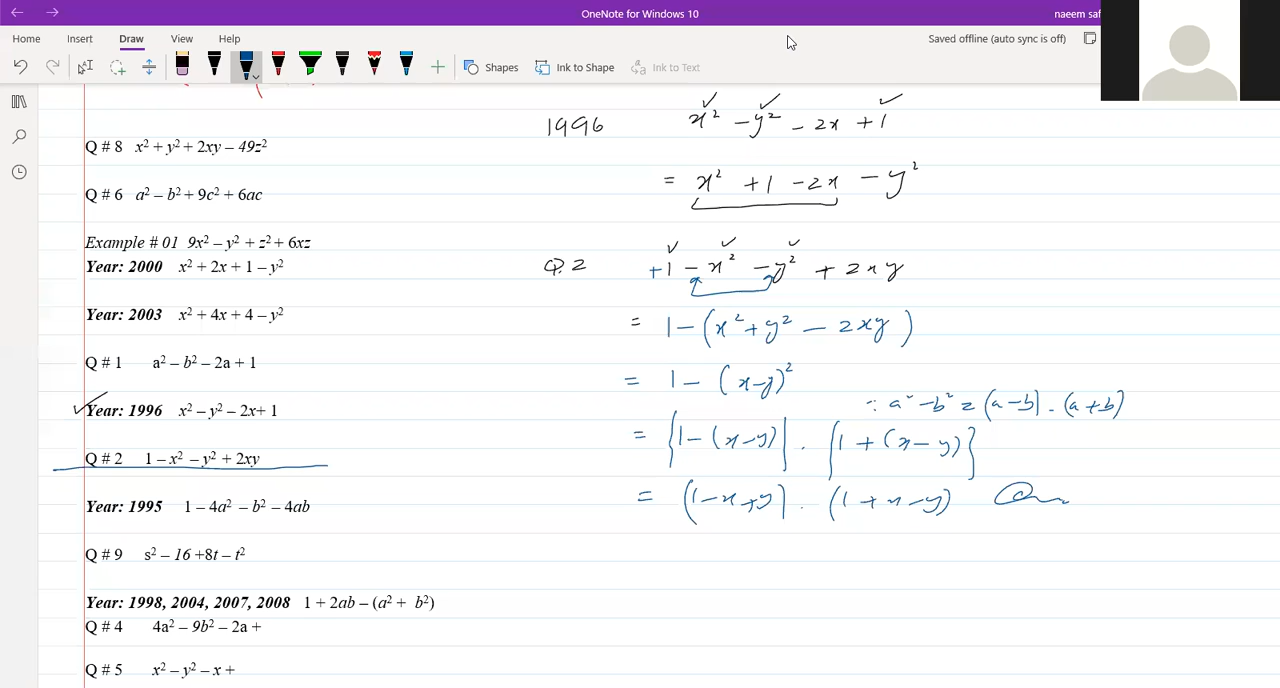 OneNote for Windows 10
naeem saf
Home Insert Draw View Help
Saved offline (auto sync is off)
Shapes Ink to Shape Ink to Text
Q # 8 x² + y² + 2xy – 49z²
Q # 6 a² – b² + 9c² + 6ac
Example # 01 9x² – y² + z² + 6xz
Year: 2000 x² + 2x + 1 – y²
Year: 2003 x² + 4x + 4 – y²
Q # 1 a² – b² – 2a + 1
Year: 1996 x² – y² – 2x+ 1
Q # 2 1 – x² – y² + 2xy
Year: 1995 1 – 4a² – b² – 4ab
Q # 9 s² – 16 +8t – t²
Year: 1998, 2004, 2007, 2008 1 + 2ab – (a² + b²)
Q # 4 4a² – 9b² – 2a +
Q # 5 x² – y² – x +
1996 x² – y² – 2x + 1
= x² + 1 – 2x – y²
Q.2 +1 – x² – y² + 2xy
= 1 – (x² + y² – 2xy)
= 1 – (x–y)²
∵ a² – b² = (a–b) . (a+b)
= {1 – (x–y)} . {1 + (x–y)}
= (1–x+y) . (1+x–y)